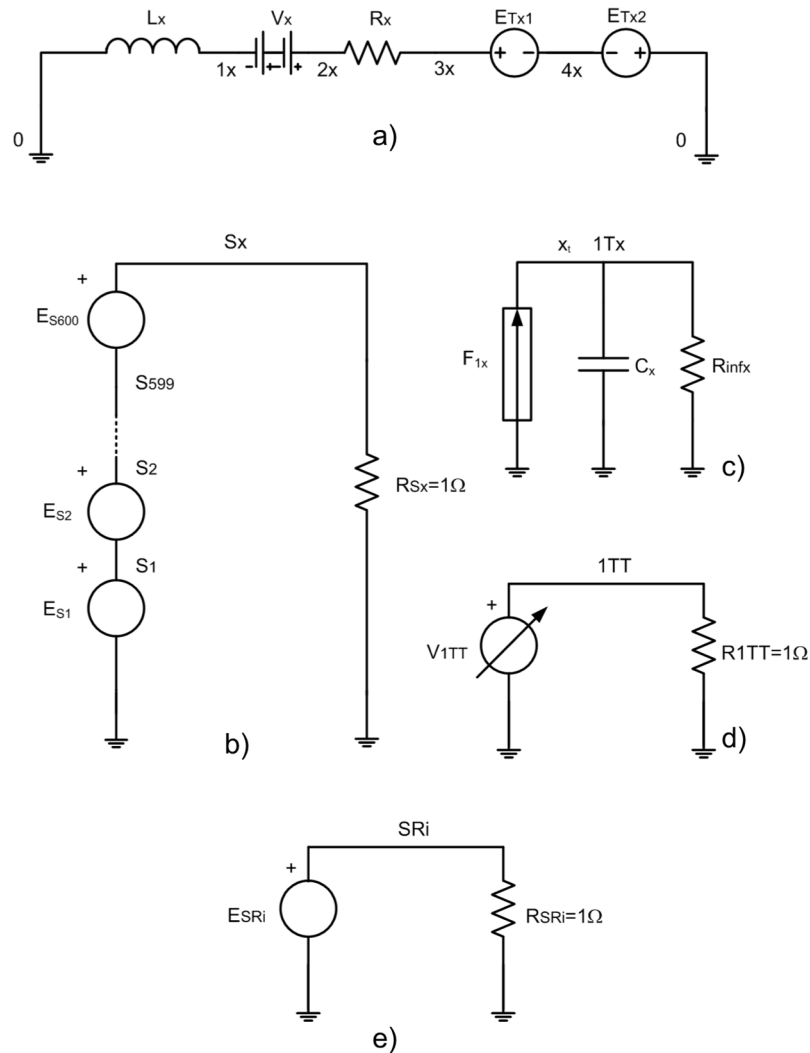 Lx Vx Rx ETx1 ETx2
+ - - +
1x -+-+ 2x 3x 4x
0 0
a)
Sx
+
ES600
S599
+ S2
ES2
+ S1
ES1
RSx=1Ω
b)
xt 1Tx
F1x Cx Rinfx
c)
1TT
+
V1TT R1TT=1Ω
d)
SRi
+
ESRi RSRi=1Ω
e)